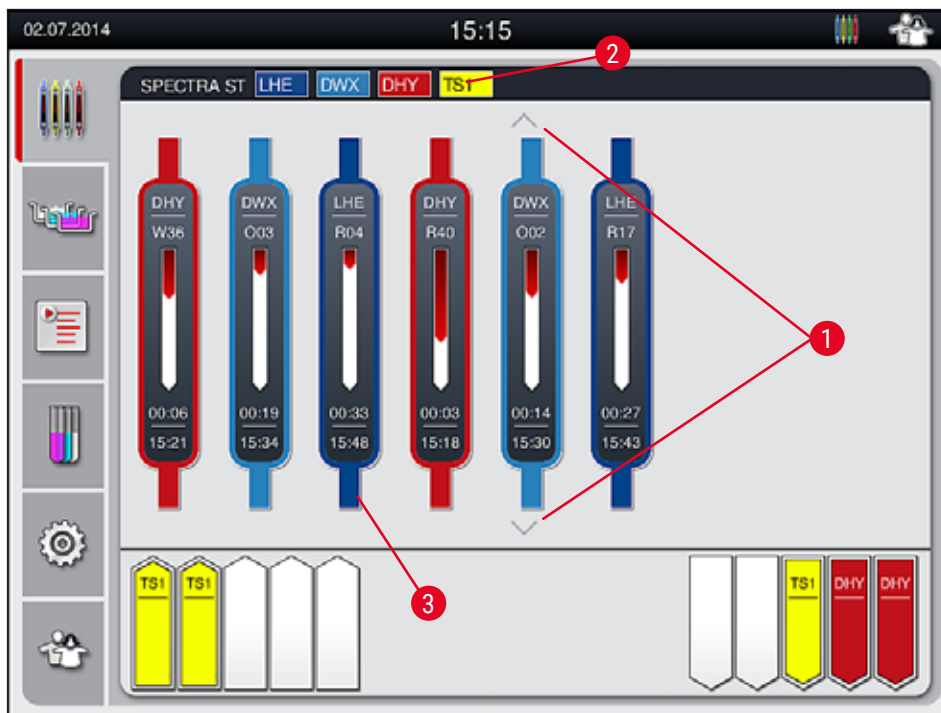 02.07.2014 15:15
2
SPECTRA ST LHE DWX DHY TS1
DHY DWX LHE DHY DWX LHE
W36 O03 R04 R40 O02 R17
1
00:06 00:19 00:33 00:03 00:14 00:27
15:21 15:34 15:48 15:18 15:30 15:43
TS1 TS1 TS1 DHY DHY
3